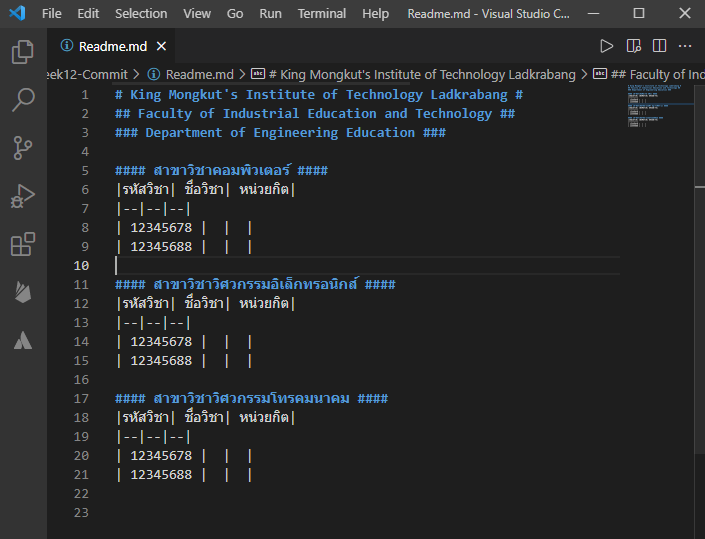 File Edit Selection View Go Run Terminal Help Readme.md - Visual Studio C...
Readme.md
eek12-Commit > Readme.md > # King Mongkut's Institute of Technology Ladkrabang > ## Faculty of Ind
1 # King Mongkut's Institute of Technology Ladkrabang #
2 ## Faculty of Industrial Education and Technology ##
3 ### Department of Engineering Education ###
4
5 #### สาขาวิชาคอมพิวเตอร์ ####
6 |รหัสวิชา| ชื่อวิชา| หน่วยกิต|
7 |--|--|--|
8 | 12345678 | | |
9 | 12345688 | | |
10
11 #### สาขาวิชาวิศวกรรมอิเล็กทรอนิกส์ ####
12 |รหัสวิชา| ชื่อวิชา| หน่วยกิต|
13 |--|--|--|
14 | 12345678 | | |
15 | 12345688 | | |
16
17 #### สาขาวิชาวิศวกรรมโทรคมนาคม ####
18 |รหัสวิชา| ชื่อวิชา| หน่วยกิต|
19 |--|--|--|
20 | 12345678 | | |
21 | 12345688 | | |
22
23